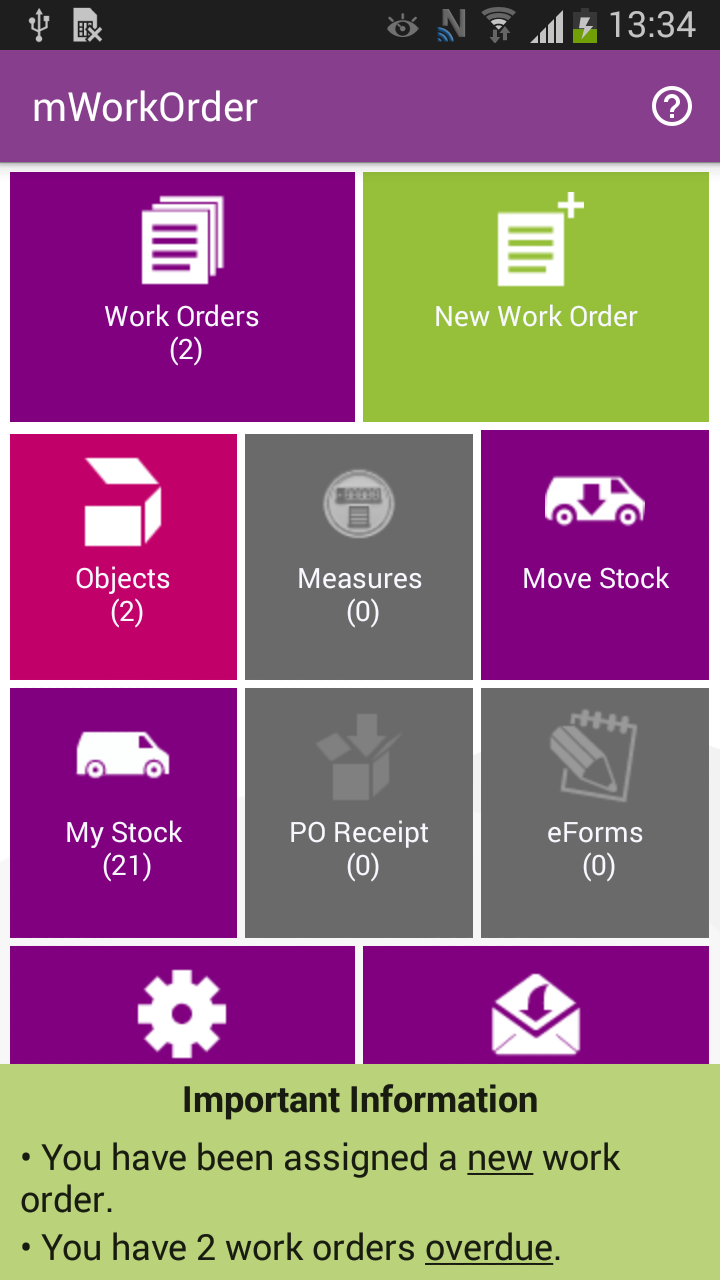 13:34
mWorkOrder
Work Orders
(2)
New Work Order
Objects
(2)
Measures
(0)
Move Stock
My Stock
(21)
PO Receipt
(0)
eForms
(0)
Important Information
• You have been assigned a new work
order.
• You have 2 work orders overdue.